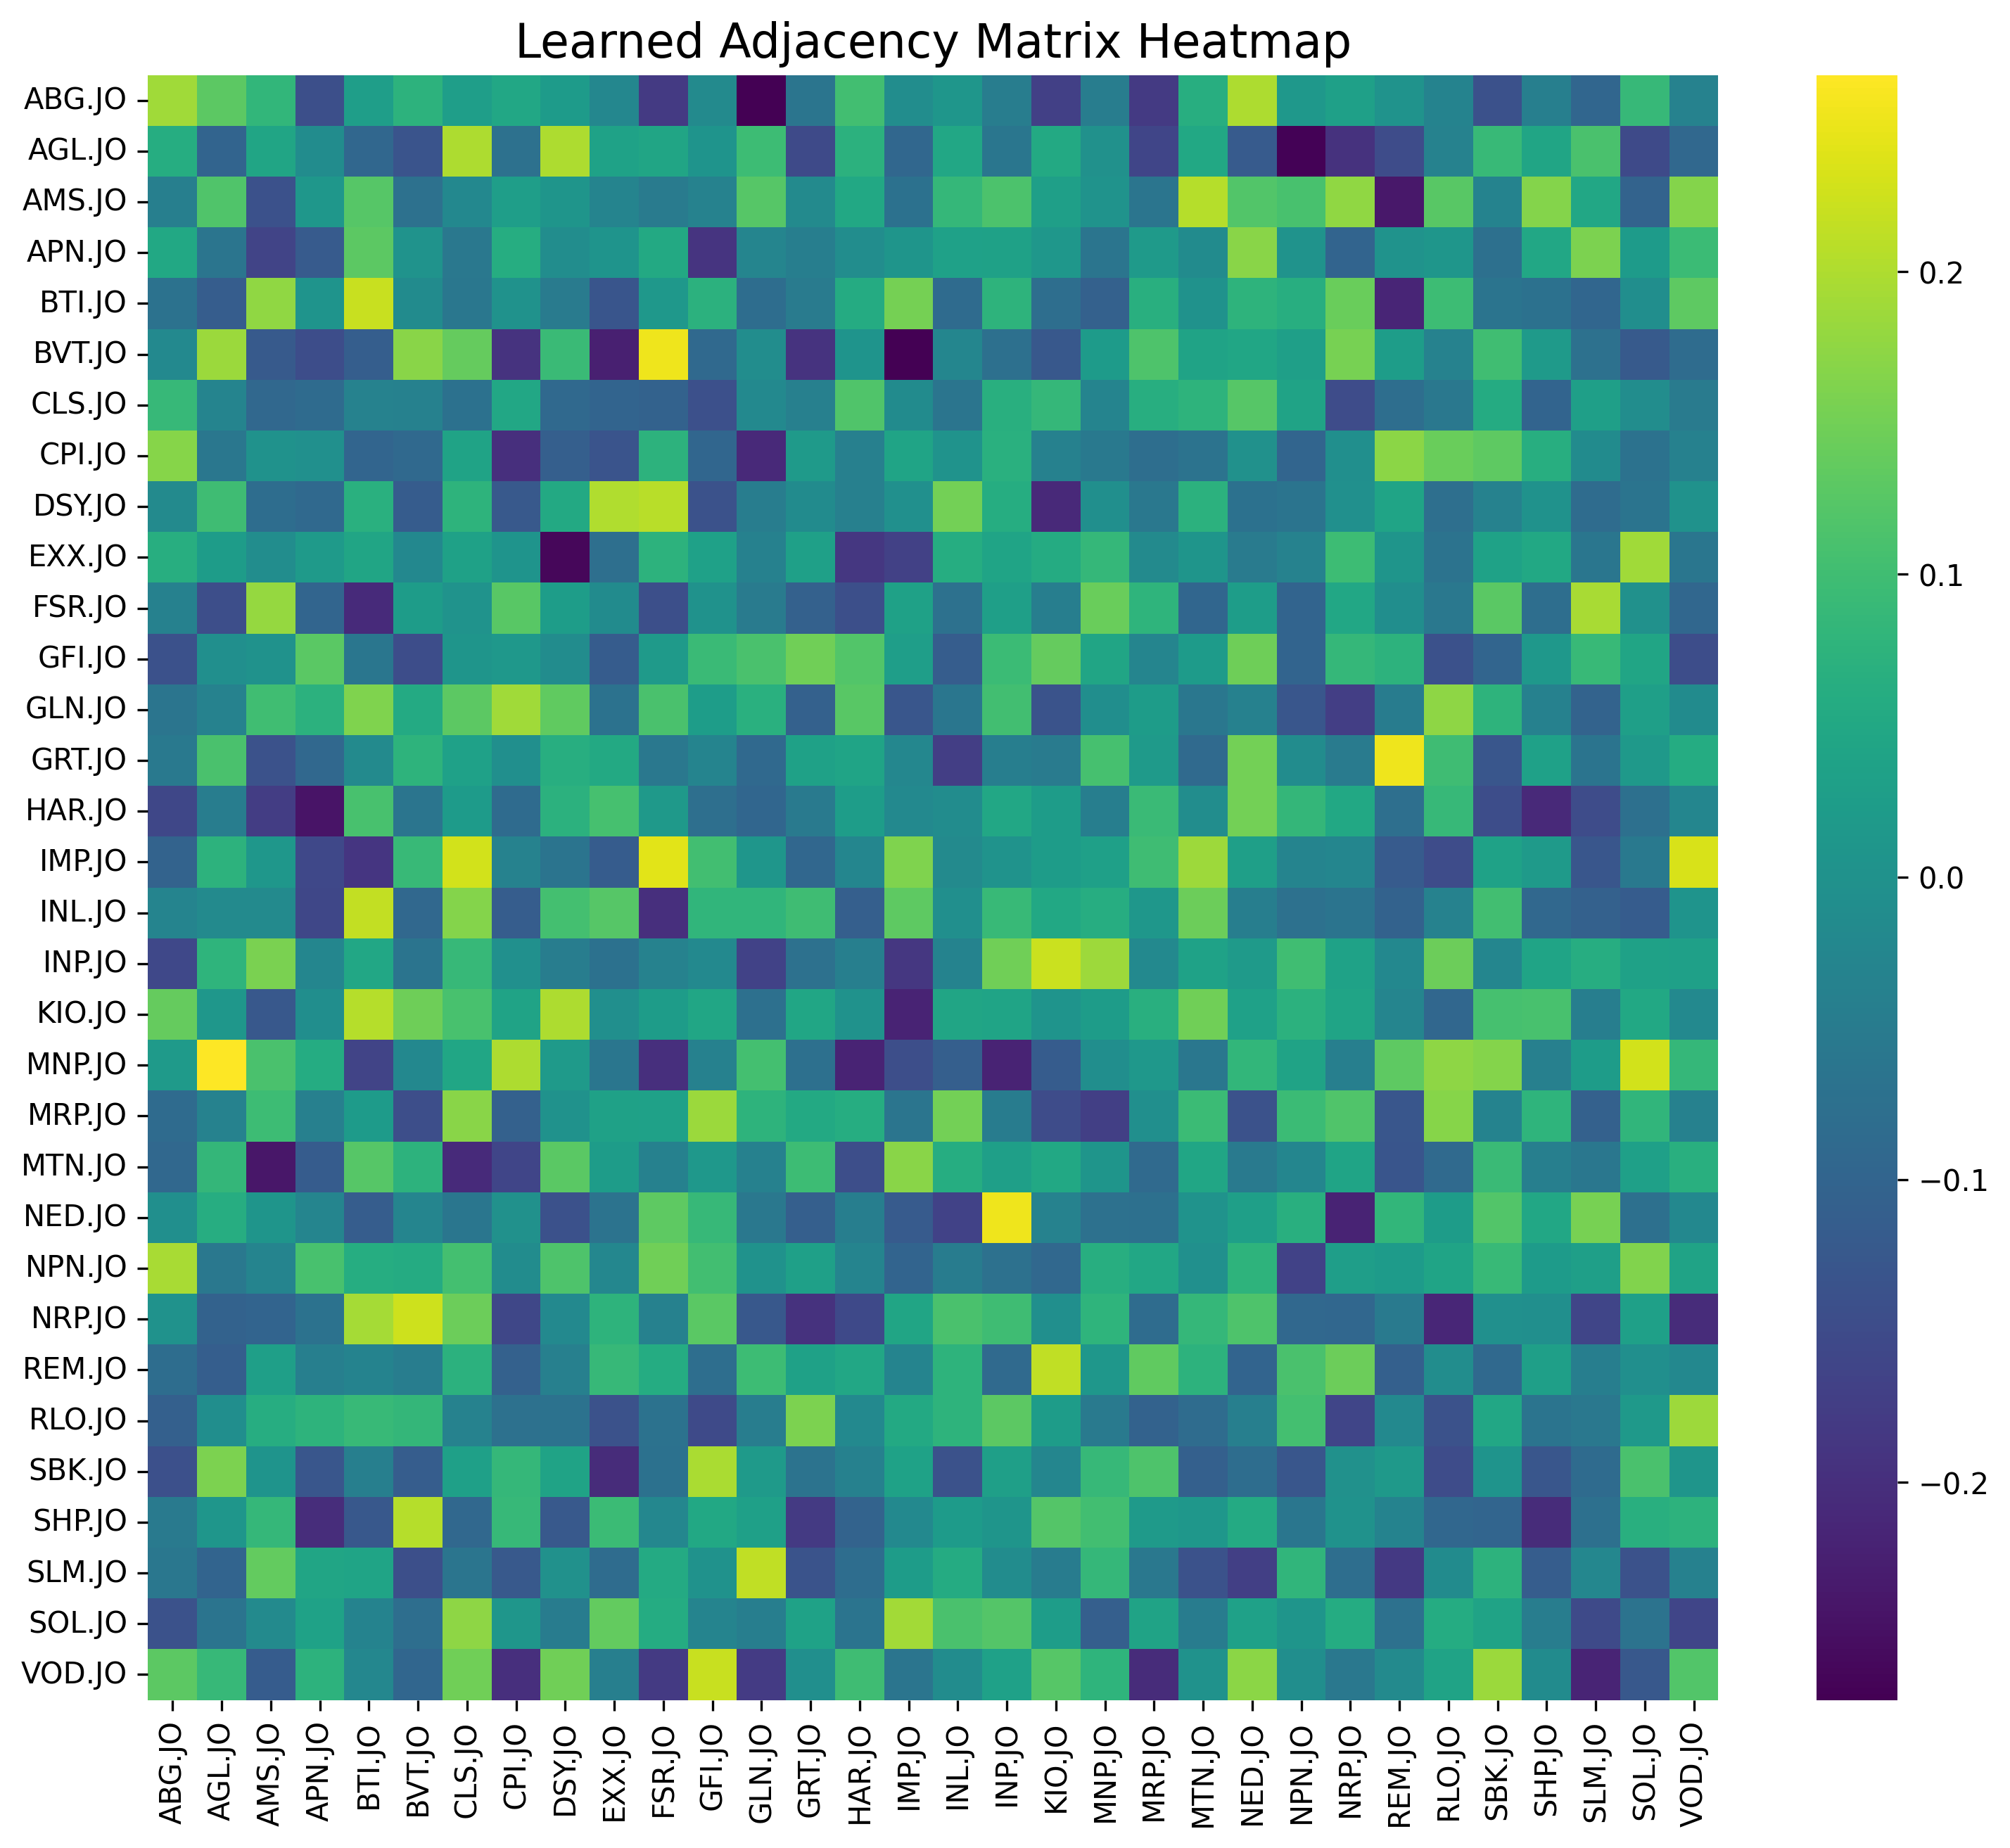 Learned Adjacency Matrix Heatmap
ABG.JO
AGL.JO
AMS.JO
APN.JO
BTI.JO
BVT.JO
CLS.JO
CPI.JO
DSY.JO
EXX.JO
FSR.JO
GFI.JO
GLN.JO
GRT.JO
HAR.JO
IMP.JO
INL.JO
INP.JO
KIO.JO
MNP.JO
MRP.JO
MTN.JO
NED.JO
NPN.JO
NRP.JO
REM.JO
RLO.JO
SBK.JO
SHP.JO
SLM.JO
SOL.JO
VOD.JO
ABG.JO
AGL.JO
AMS.JO
APN.JO
BTI.JO
BVT.JO
CLS.JO
CPI.JO
DSY.JO
EXX.JO
FSR.JO
GFI.JO
GLN.JO
GRT.JO
HAR.JO
IMP.JO
INL.JO
INP.JO
KIO.JO
MNP.JO
MRP.JO
MTN.JO
NED.JO
NPN.JO
NRP.JO
REM.JO
RLO.JO
SBK.JO
SHP.JO
SLM.JO
SOL.JO
VOD.JO
0.2
0.1
0.0
−0.1
−0.2